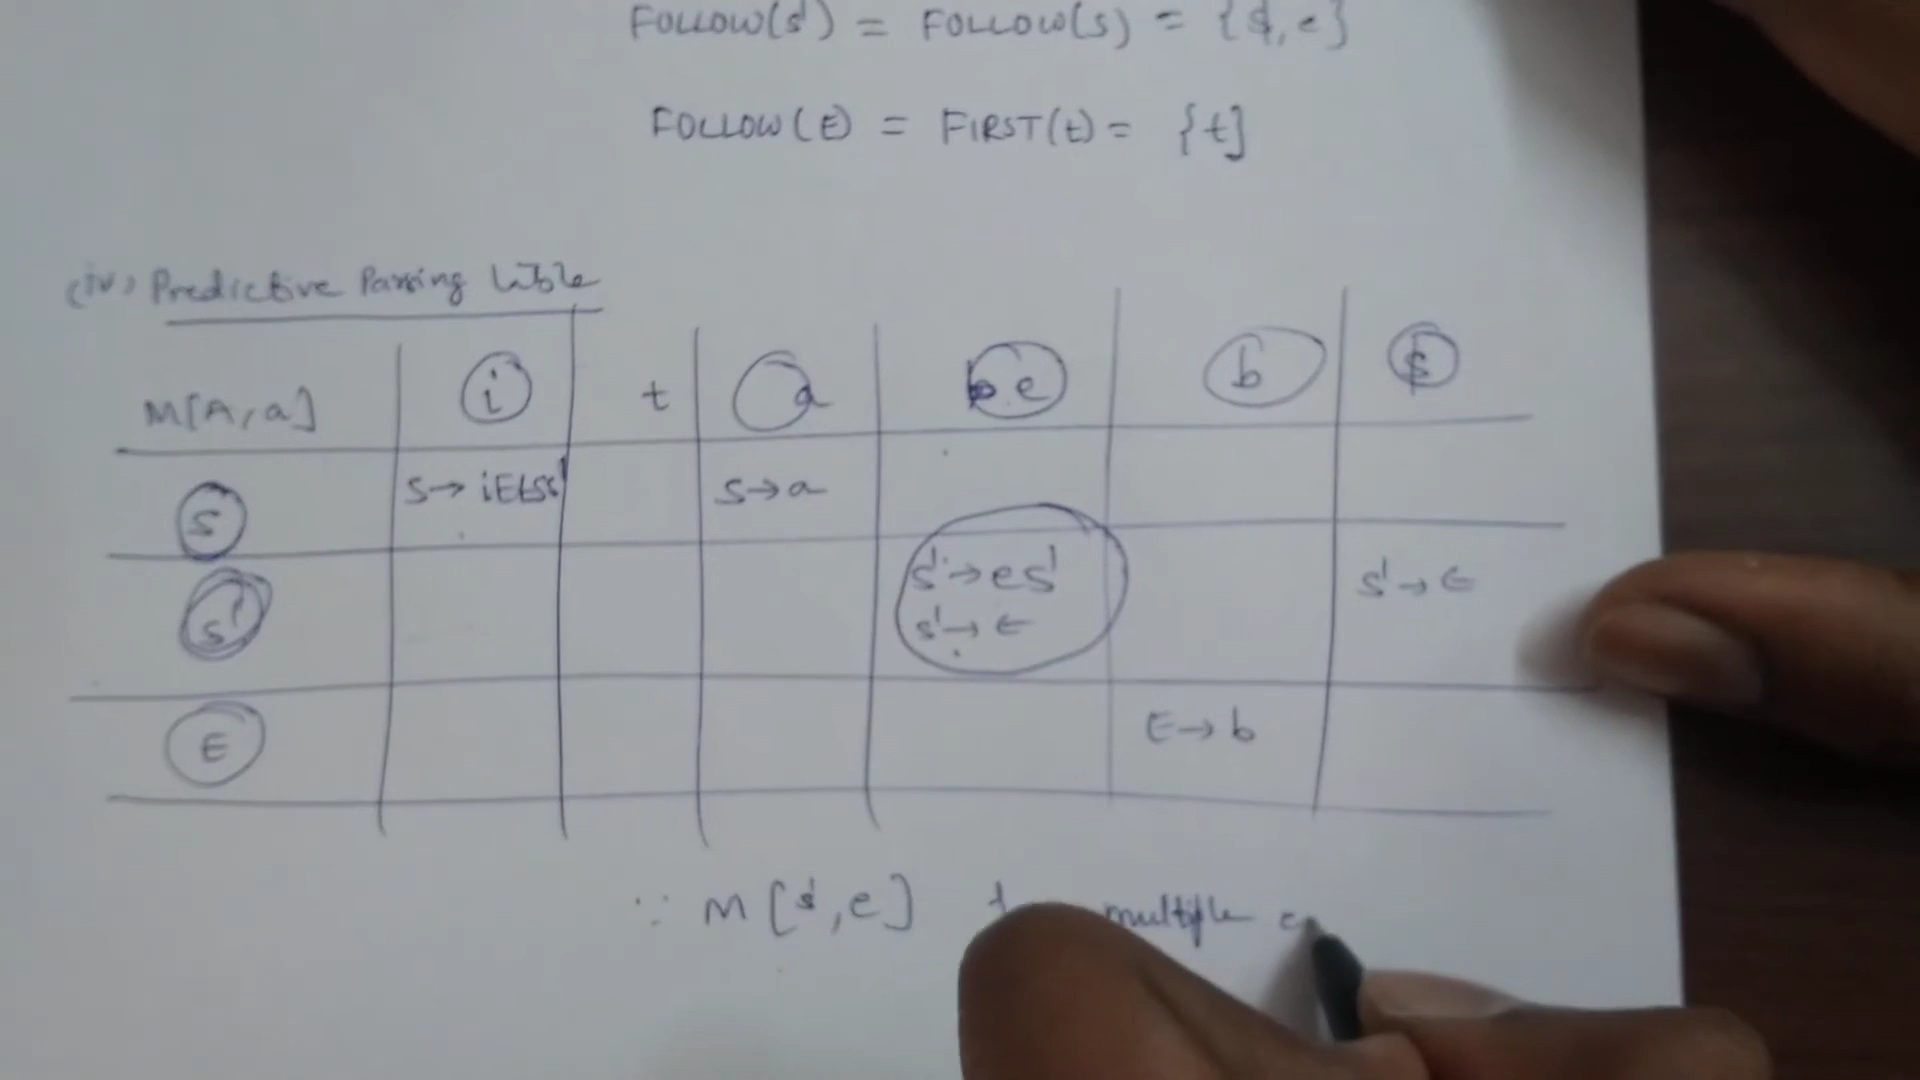 FOLLOW(S') = FOLLOW(S) = {$, e}
FOLLOW(E) = FIRST(t) = {t}
(iv) Predictive Parsing table
M[A, a] i t a e b $
S S→ iEtSS' S→a
S' S'→eS' S'→ϵ
S'→ϵ
E E→b
∵ M[S', e] multiple